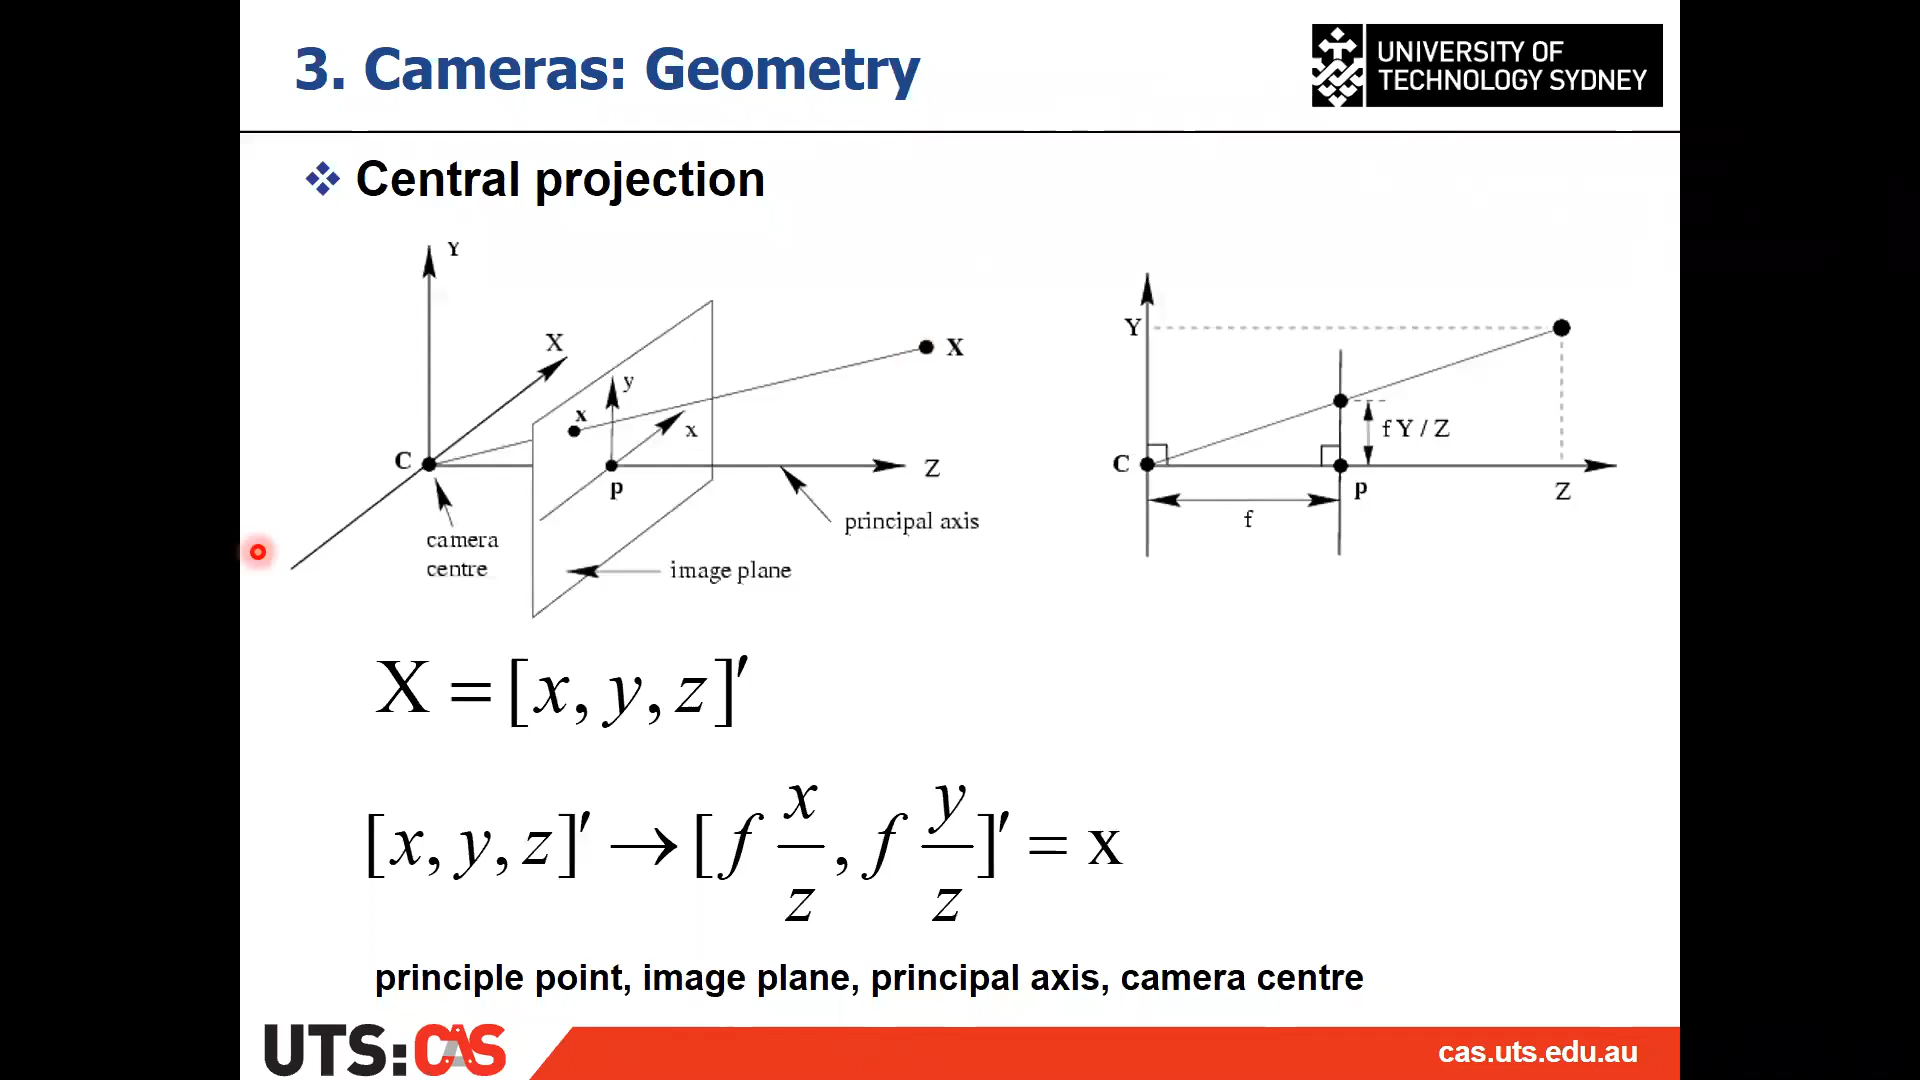 3. Cameras: Geometry
UNIVERSITY OF
TECHNOLOGY SYDNEY
❖ Central projection
Y
X
X
y
x
x
C
Z
p
principal axis
camera
centre
image plane
Y
f Y / Z
C
p
Z
f
X = [x, y, z]′
[x, y, z]′ → [f x/z, f y/z]′ = x
principle point, image plane, principal axis, camera centre
UTS:CAS
cas.uts.edu.au